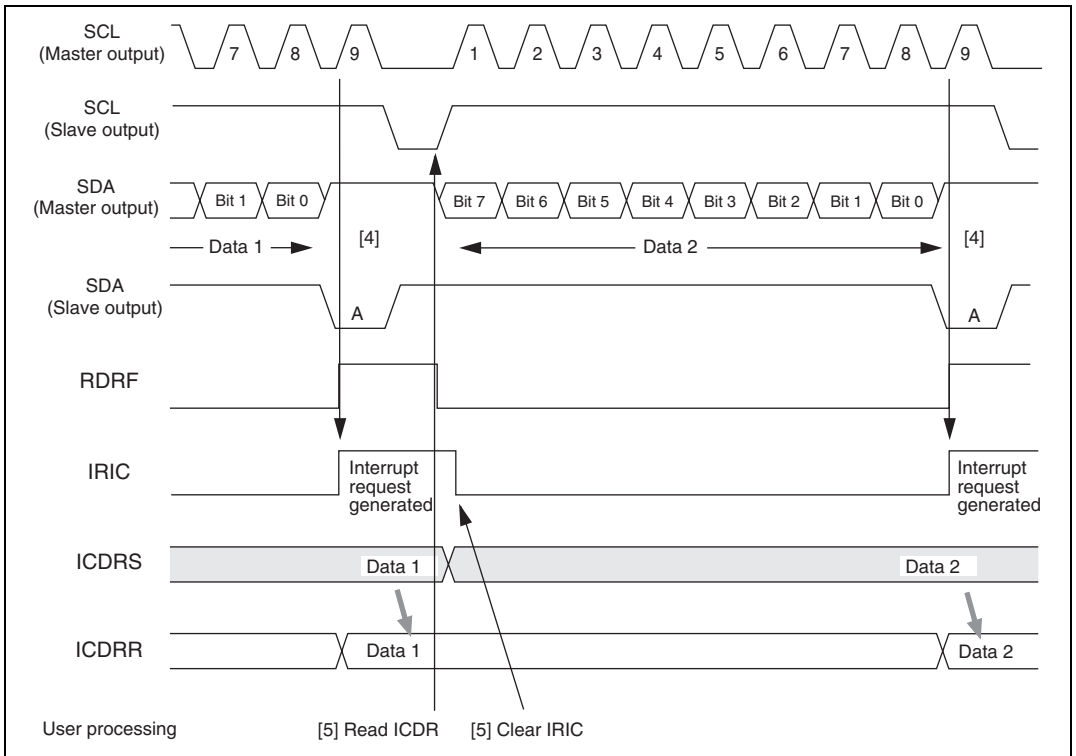 SCL
(Master output)
7 8 9 1 2 3 4 5 6 7 8 9
SCL
(Slave output)
SDA
(Master output)
Bit 1 Bit 0 Bit 7 Bit 6 Bit 5 Bit 4 Bit 3 Bit 2 Bit 1 Bit 0
Data 1 [4] Data 2 [4]
SDA
(Slave output)
A A
RDRF
IRIC
Interrupt
request
generated
Interrupt
request
generated
ICDRS
Data 1 Data 2
ICDRR
Data 1 Data 2
User processing [5] Read ICDR [5] Clear IRIC